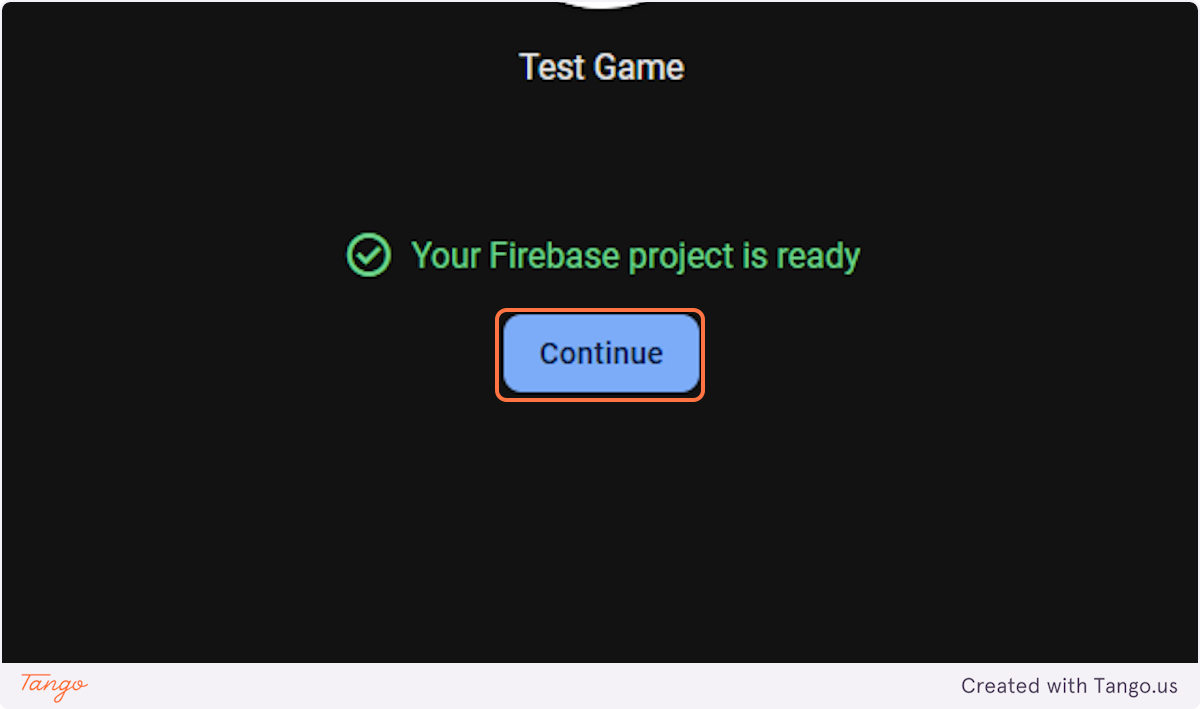 Test Game
Your Firebase project is ready
Continue
Tango
Created with Tango.us